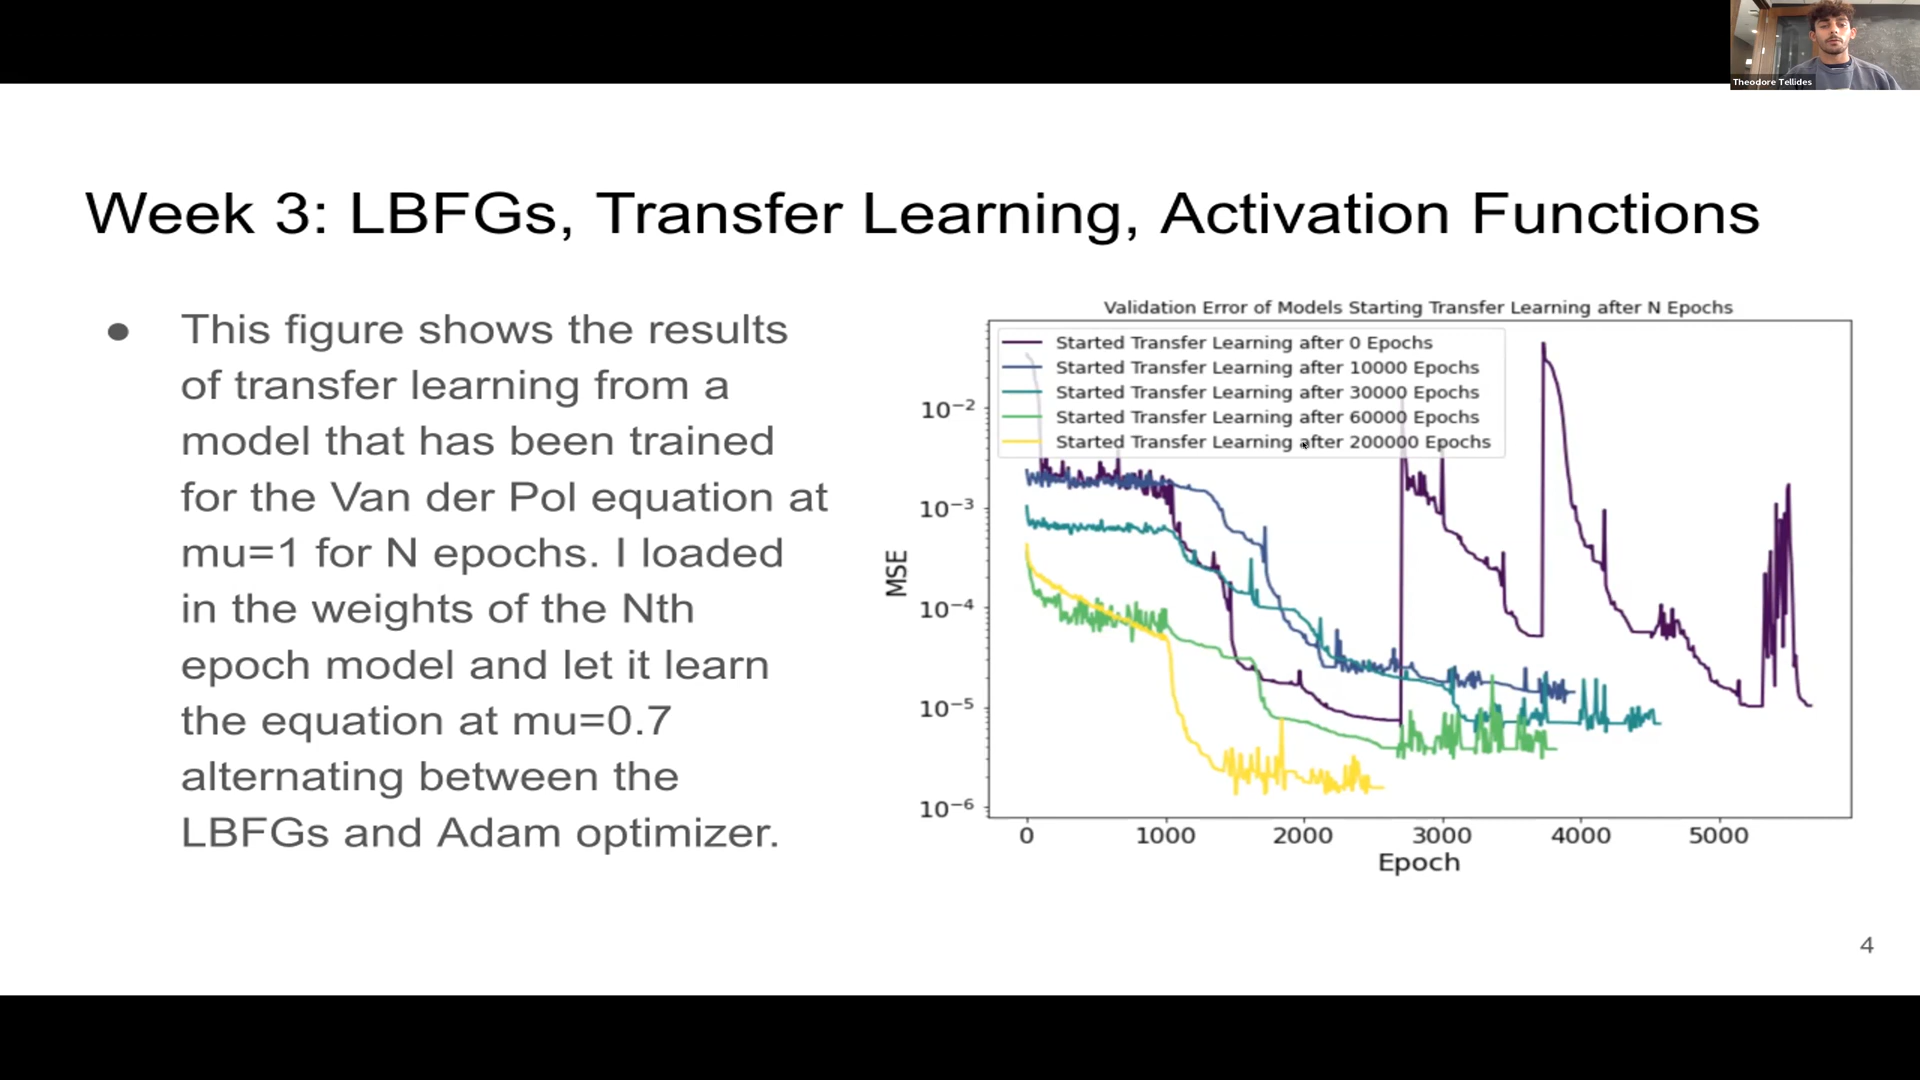 Theodore Tellides
Week 3: LBFGs, Transfer Learning, Activation Functions
● This figure shows the results
of transfer learning from a
model that has been trained
for the Van der Pol equation at
mu=1 for N epochs. I loaded
in the weights of the Nth
epoch model and let it learn
the equation at mu=0.7
alternating between the
LBFGs and Adam optimizer.
Validation Error of Models Starting Transfer Learning after N Epochs
Started Transfer Learning after 0 Epochs
Started Transfer Learning after 10000 Epochs
Started Transfer Learning after 30000 Epochs
Started Transfer Learning after 60000 Epochs
Started Transfer Learning after 200000 Epochs
10⁻²
10⁻³
10⁻⁴
10⁻⁵
10⁻⁶
MSE
0 1000 2000 3000 4000 5000
Epoch
4